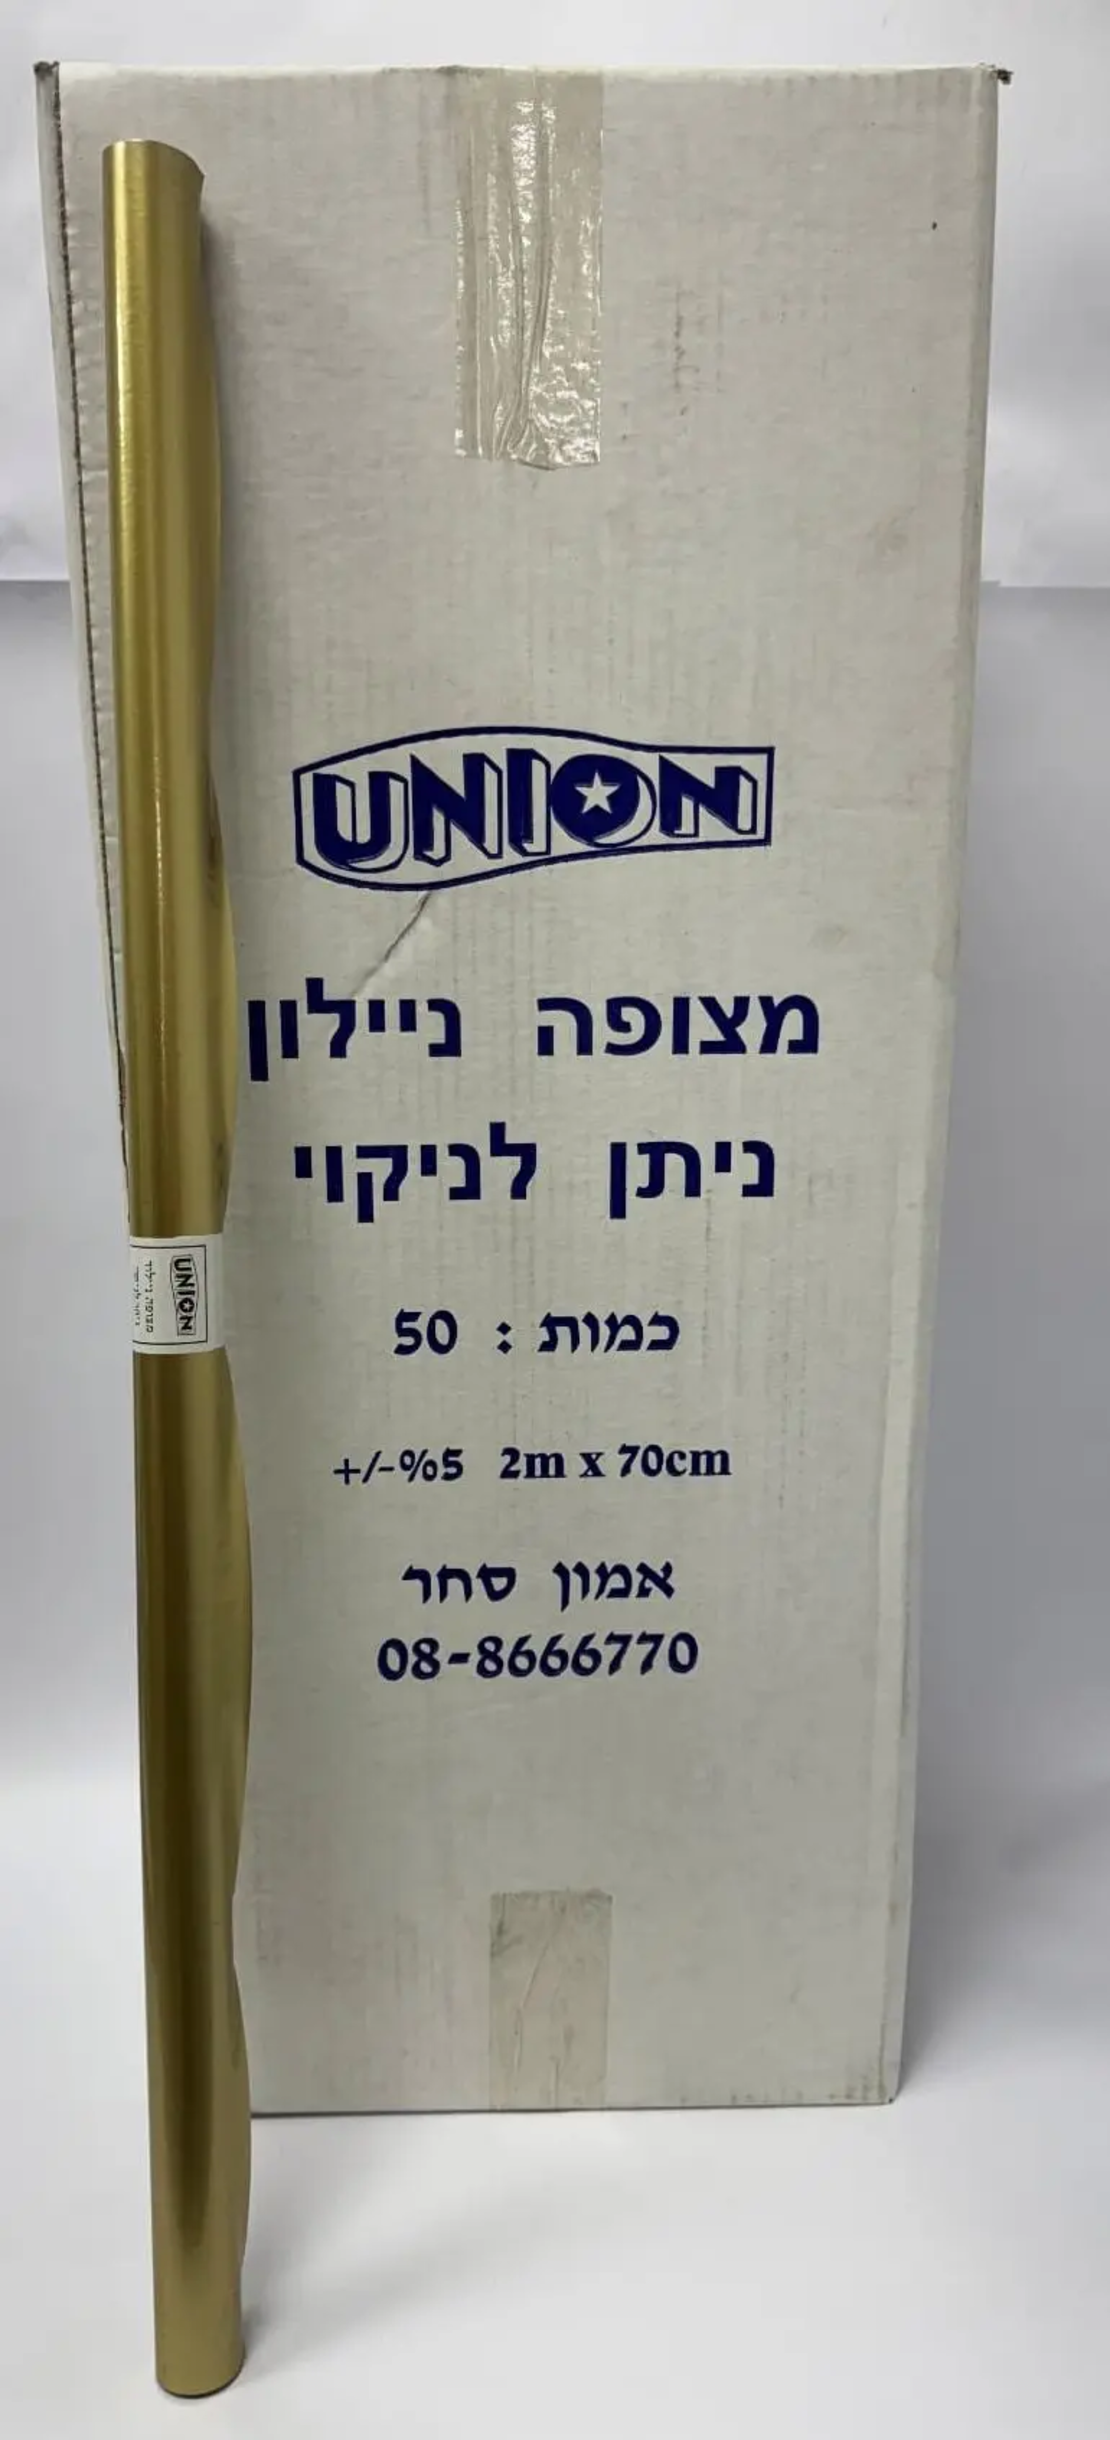 UNION
מצופה ניילון
ניתן לניקוי
כמות : 50
2m x 70cm +/-%5
אמון סחר
08-8666770
UNION